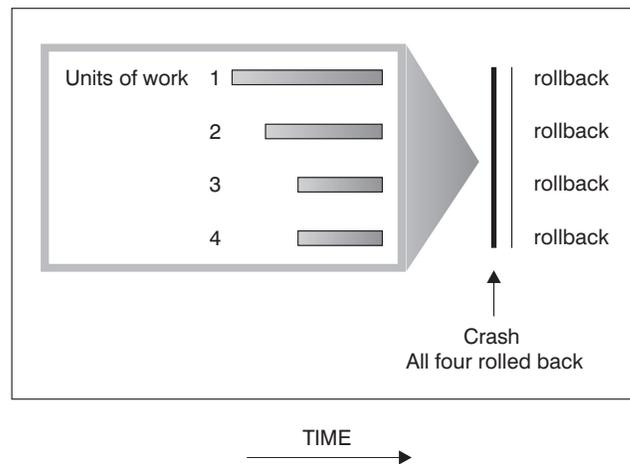 Units of work 1 rollback
2 rollback
3 rollback
4 rollback
Crash
All four rolled back
TIME